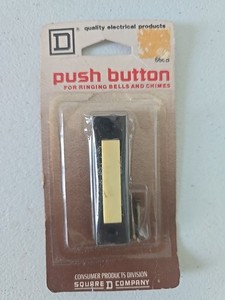 D
quality electrical products
push button
FOR RINGING BELLS AND CHIMES
CONSUMER PRODUCTS DIVISION
SQUARE D COMPANY